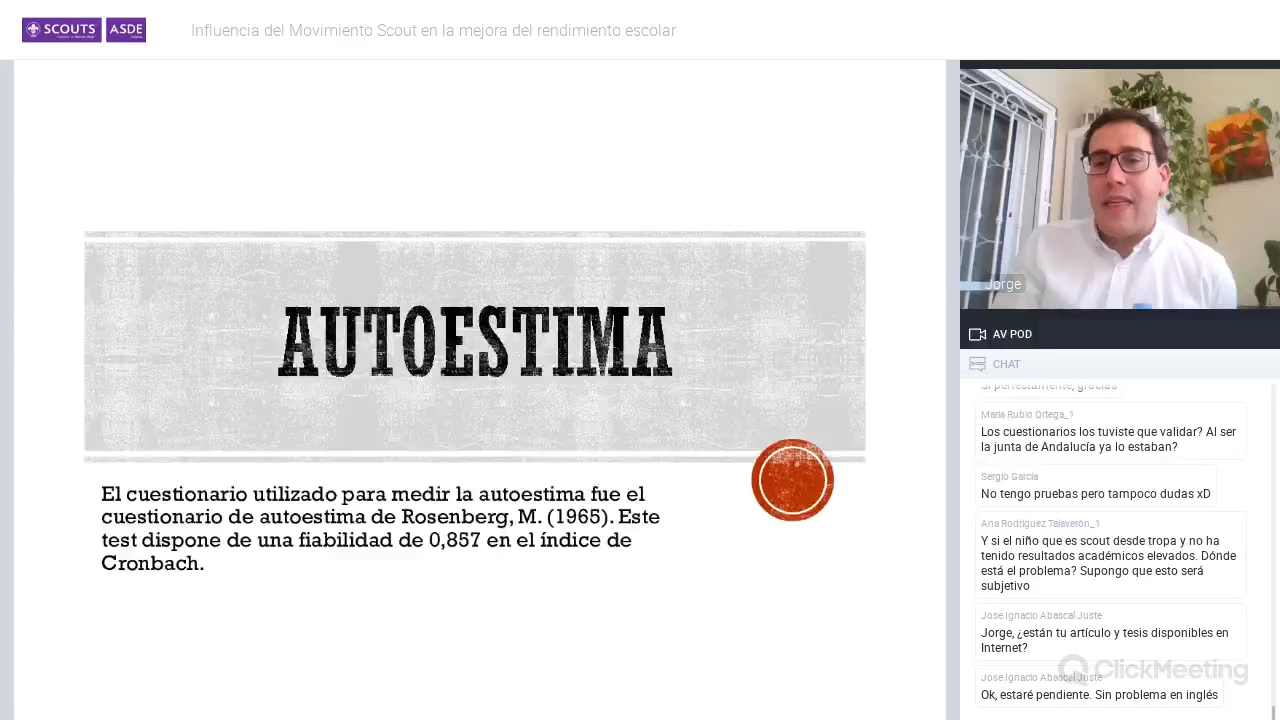 SCOUTS ASDE
Influencia del Movimiento Scout en la mejora del rendimiento escolar
AUTOESTIMA
El cuestionario utilizado para medir la autoestima fue el
cuestionario de autoestima de Rosenberg, M. (1965). Este
test dispone de una fiabilidad de 0,857 en el índice de
Cronbach.
Jorge
AV POD
CHAT
Si perfectamente, gracias
Maria Rubio Ortega_1
Los cuestionarios los tuviste que validar? Al ser
la junta de Andalucía ya lo estaban?
Sergio García
No tengo pruebas pero tampoco dudas xD
Ana Rodríguez Talaverón_1
Y si el niño que es scout desde tropa y no ha
tenido resultados académicos elevados. Dónde
está el problema? Supongo que esto será
subjetivo
Jose Ignacio Abascal Juste
Jorge, ¿están tu artículo y tesis disponibles en
Internet?
Jose Ignacio Abascal Juste
Ok, estaré pendiente. Sin problema en inglés
ClickMeeting